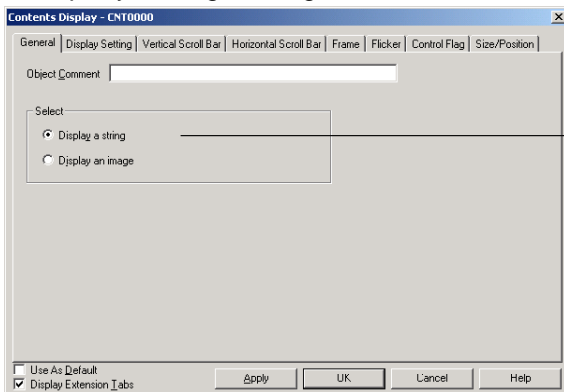 Contents Display - CNT0000
General Display Setting Vertical Scroll Bar Horizontal Scroll Bar Frame Flicker Control Flag Size/Position
Object Comment
Select
Display a string
Display an image
Use As Default
Display Extension Tabs
Apply OK Cancel Help